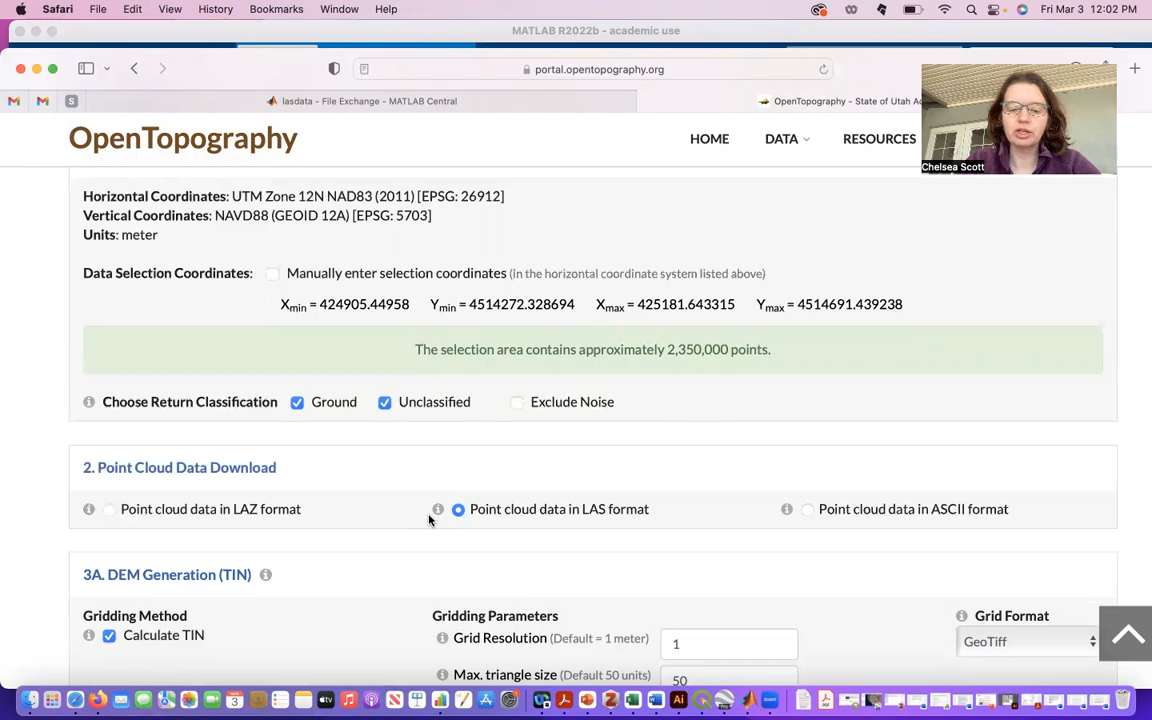 Safari File Edit View History Bookmarks Window Help Fri Mar 3 12:02 PM
MATLAB R2022b - academic use
portal.opentopography.org
S lasdata - File Exchange - MATLAB Central OpenTopography - State of Utah Ac
OpenTopography HOME DATA RESOURCES
Chelsea Scott
Horizontal Coordinates: UTM Zone 12N NAD83 (2011) [EPSG: 26912]
Vertical Coordinates: NAVD88 (GEOID 12A) [EPSG: 5703]
Units: meter
Data Selection Coordinates: Manually enter selection coordinates (in the horizontal coordinate system listed above)
Xmin = 424905.44958 Ymin = 4514272.328694 Xmax = 425181.643315 Ymax = 4514691.439238
The selection area contains approximately 2,350,000 points.
Choose Return Classification Ground Unclassified Exclude Noise
2. Point Cloud Data Download
Point cloud data in LAZ format Point cloud data in LAS format Point cloud data in ASCII format
3A. DEM Generation (TIN)
Gridding Method Gridding Parameters Grid Format
Calculate TIN Grid Resolution (Default = 1 meter) 1 GeoTiff
Max. triangle size (Default 50 units) 50